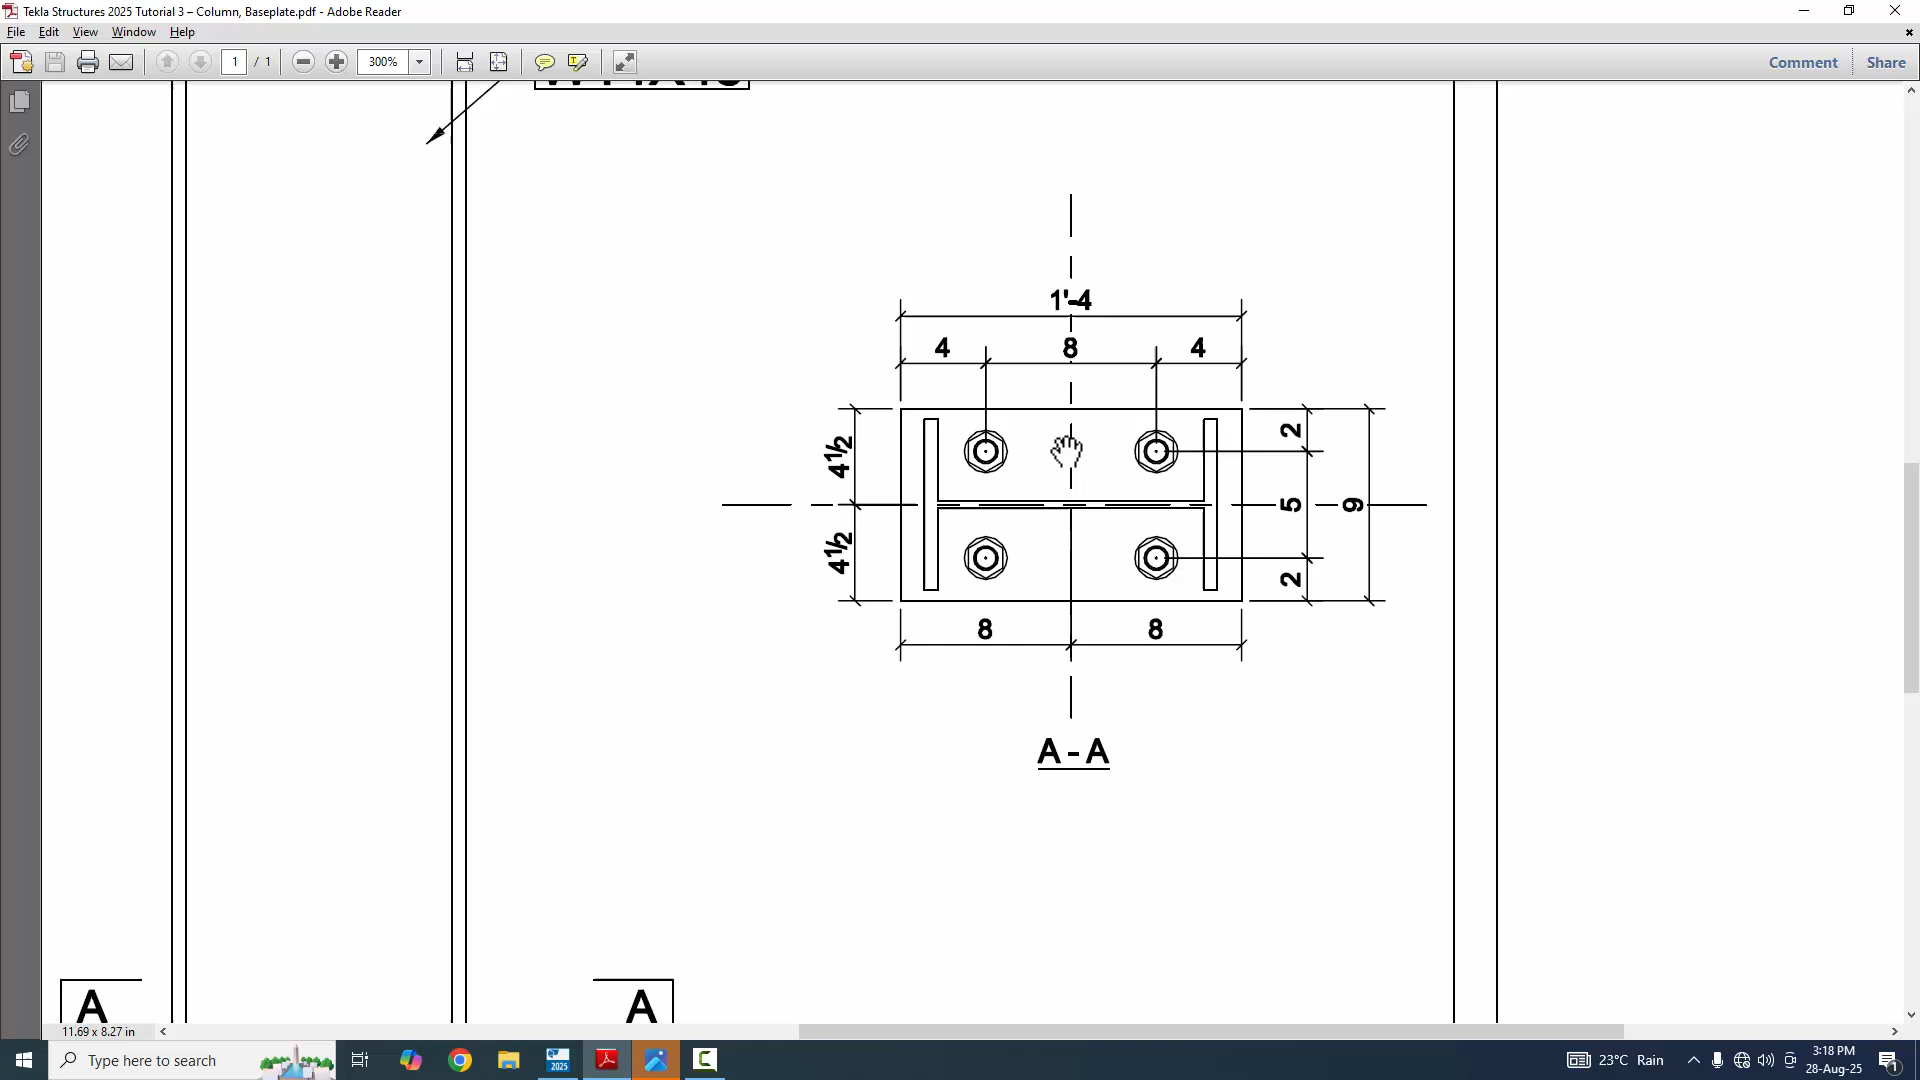 Tekla Structures 2025 Tutorial 3 – Column, Baseplate.pdf - Adobe Reader
File Edit View Window Help
1 / 1 300% Comment Share
1'-4
4 8 4
4½ 2
5 9
4½ 2
8 8
A - A
A A
11.69 x 8.27 in
Type here to search
2025
23°C Rain
3:18 PM
28-Aug-25
1